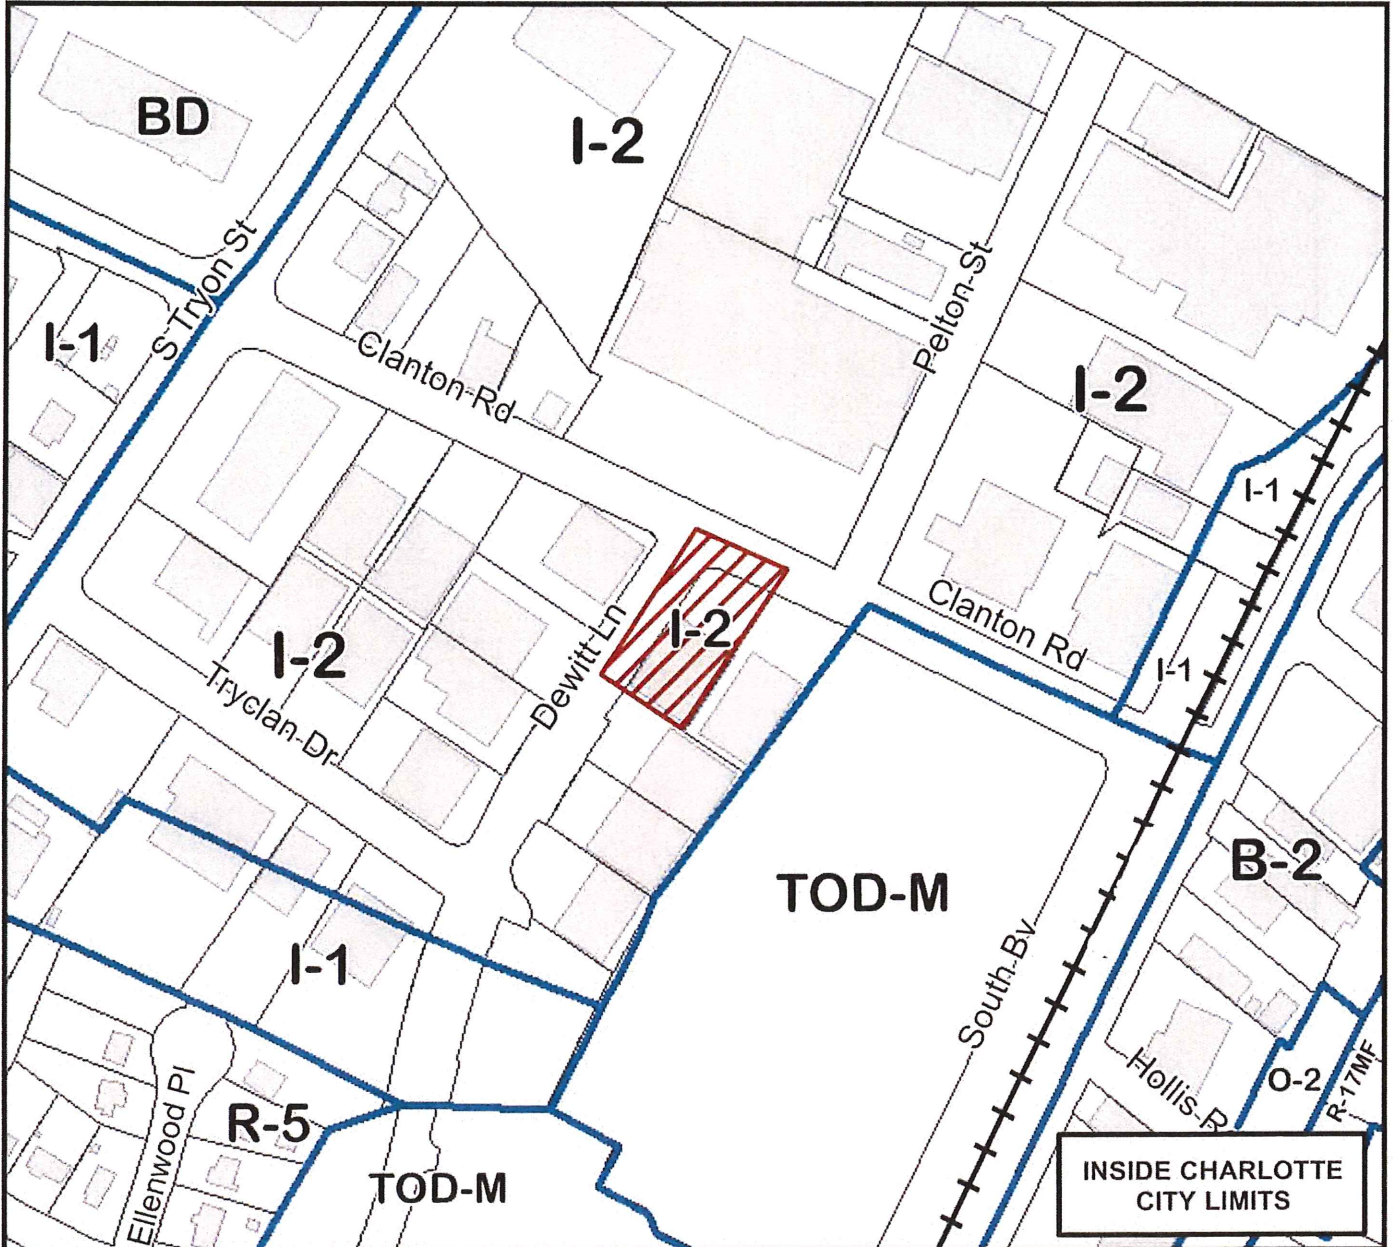 BD
I-2
S Tryon St
I-1
Clanton Rd
Pelton St
I-2
I-1
I-2
Clanton Rd
I-2
Dewitt Ln
Tryclan Dr
I-1
TOD-M
B-2
I-1
South Bv
Hollis R
O-2
R-17MF
R-5
Ellenwood Pl
TOD-M
INSIDE CHARLOTTE
CITY LIMITS